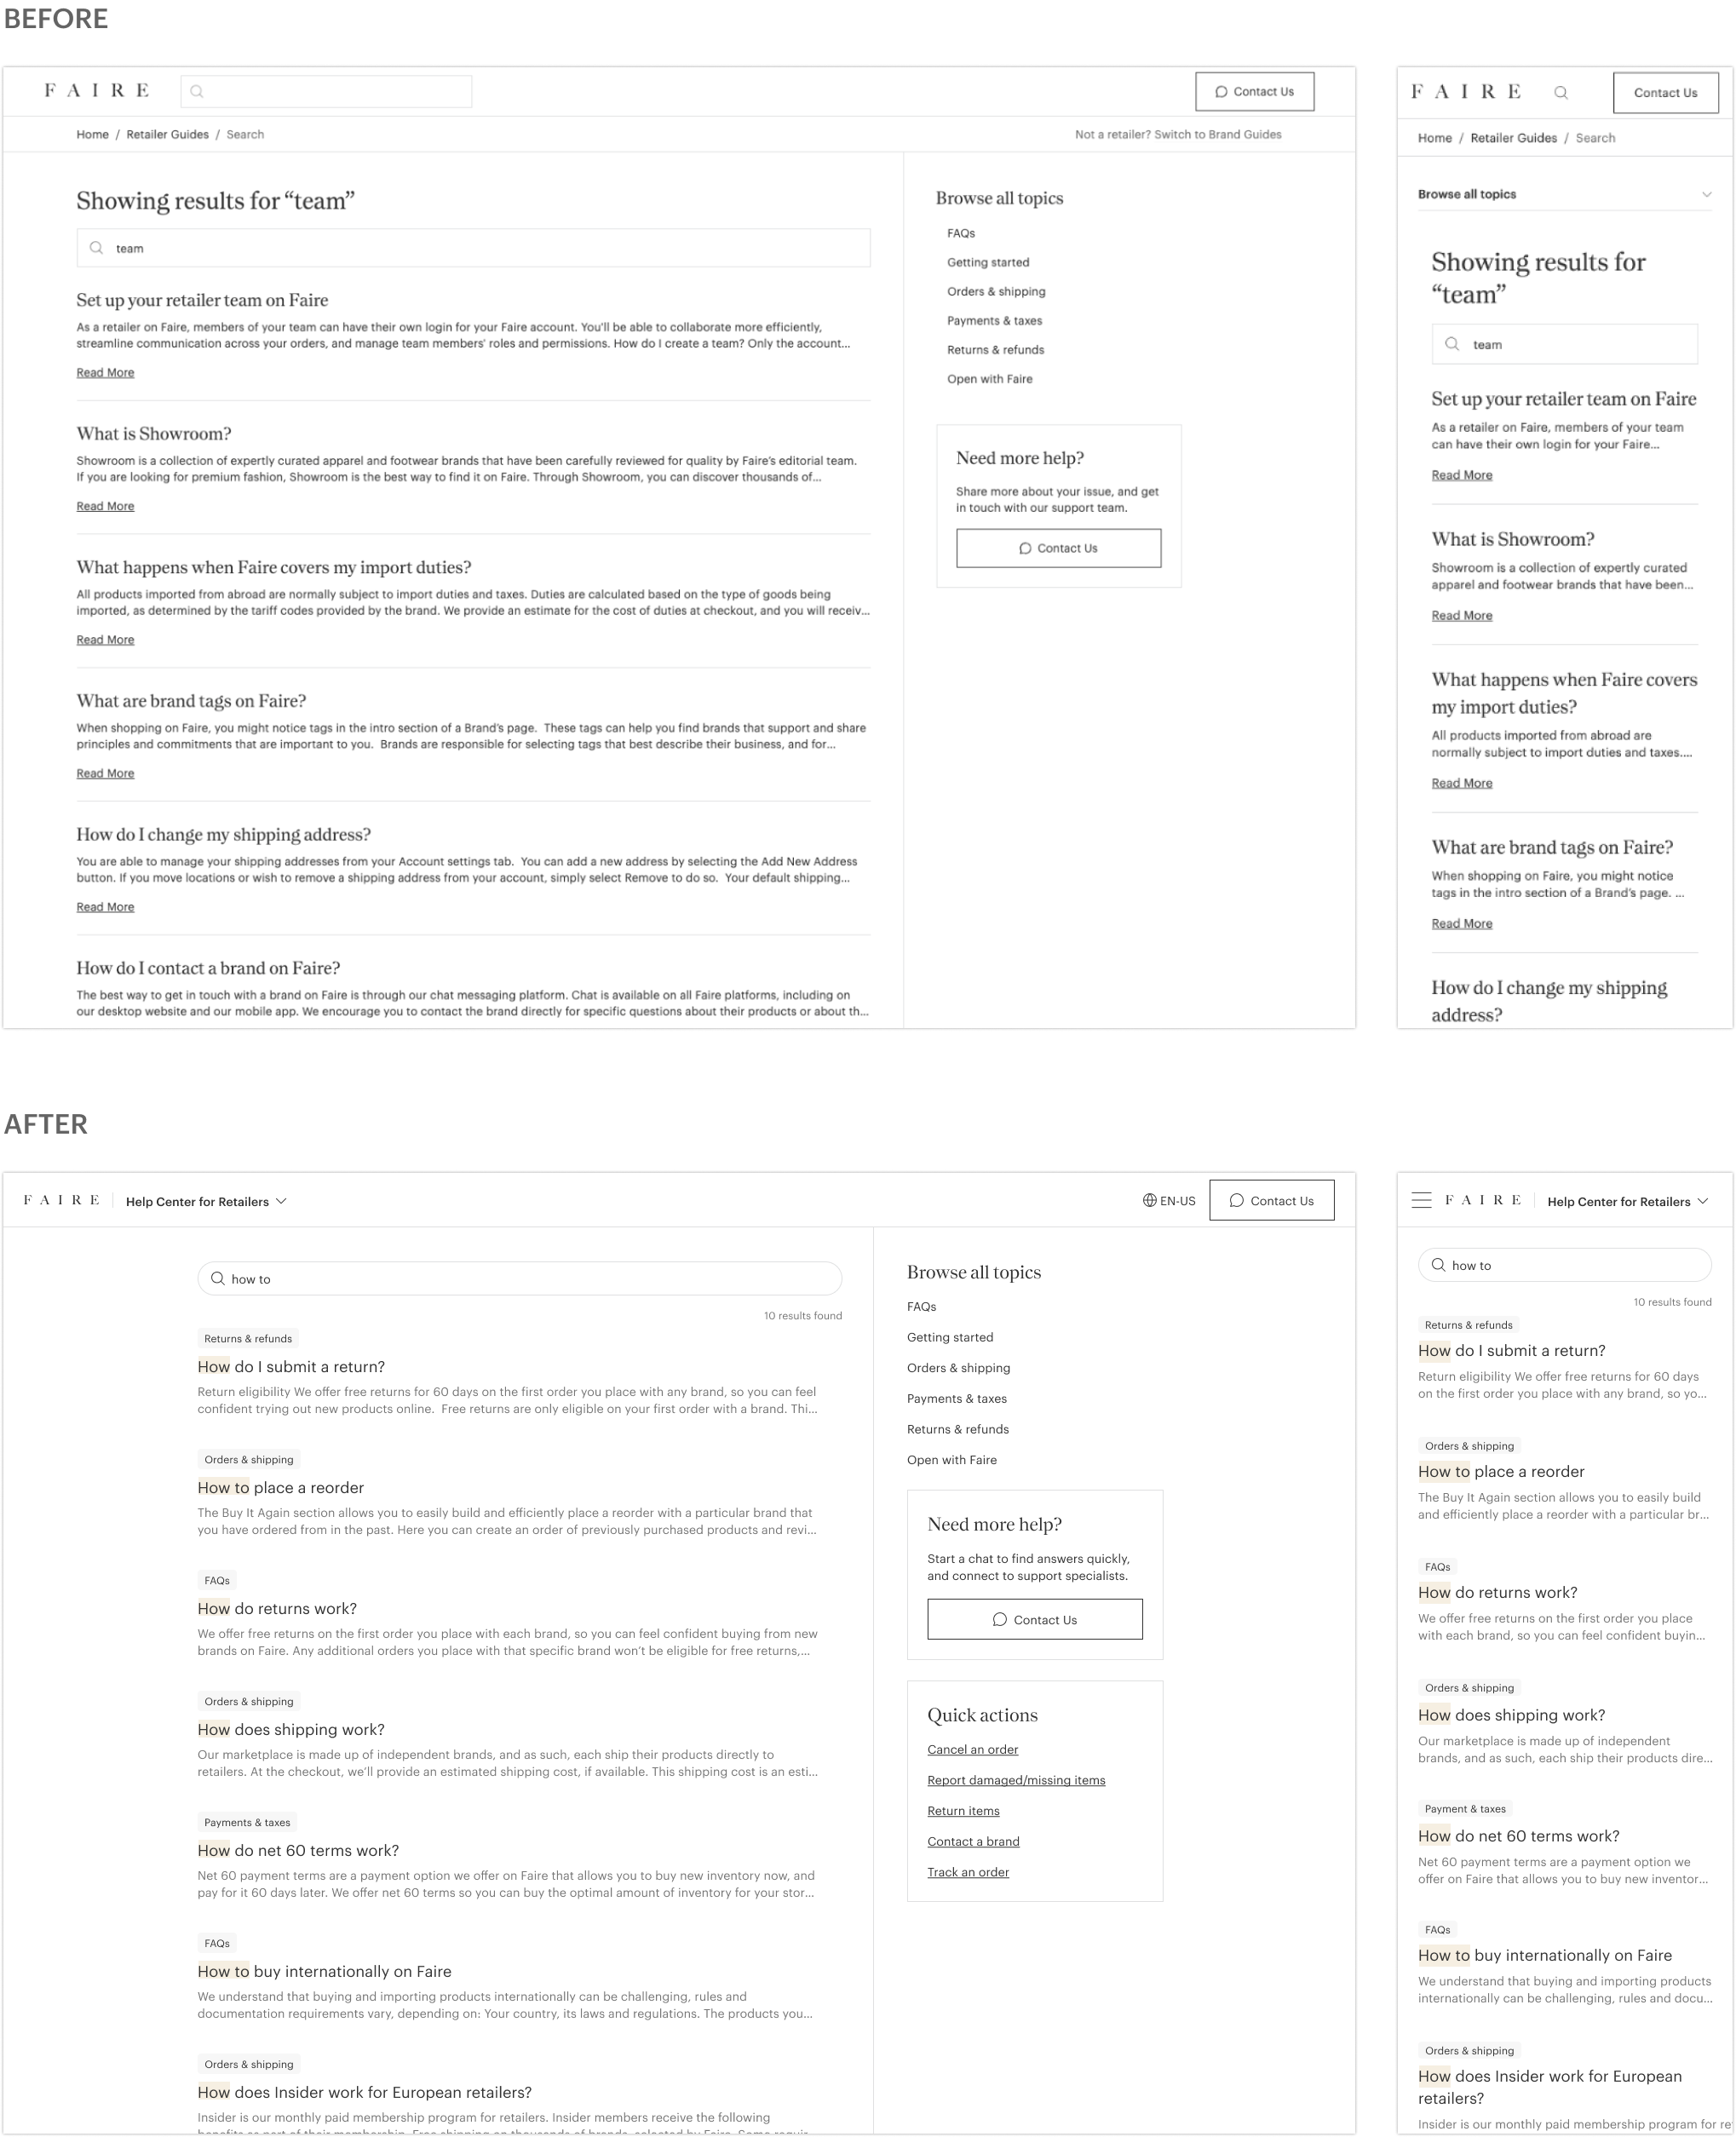 BEFORE
FAIRE
Contact Us
Home / Retailer Guides / Search
Not a retailer? Switch to Brand Guides
Showing results for “team”
team
Set up your retailer team on Faire
As a retailer on Faire, members of your team can have their own login for your Faire account. You’ll be able to collaborate more efficiently,
streamline communication across your orders, and manage team members’ roles and permissions. How do I create a team? Only the account...
Read More
What is Showroom?
Showroom is a collection of expertly curated apparel and footwear brands that have been carefully reviewed for quality by Faire’s editorial team.
If you are looking for premium fashion, Showroom is the best way to find it on Faire. Through Showroom, you can discover thousands of...
Read More
What happens when Faire covers my import duties?
All products imported from abroad are normally subject to import duties and taxes. Duties are calculated based on the type of goods being
imported, as determined by the tariff codes provided by the brand. We provide an estimate for the cost of duties at checkout, and you will receiv...
Read More
What are brand tags on Faire?
When shopping on Faire, you might notice tags in the intro section of a Brand’s page. These tags can help you find brands that support and share
principles and commitments that are important to you. Brands are responsible for selecting tags that best describe their business, and for...
Read More
How do I change my shipping address?
You are able to manage your shipping addresses from your Account settings tab. You can add a new address by selecting the Add New Address
button. If you move locations or wish to remove a shipping address from your account, simply select Remove to do so. Your default shipping...
Read More
How do I contact a brand on Faire?
The best way to get in touch with a brand on Faire is through our chat messaging platform. Chat is available on all Faire platforms, including on
our desktop website and our mobile app. We encourage you to contact the brand directly for specific questions about their products or about th...
Browse all topics
FAQs
Getting started
Orders & shipping
Payments & taxes
Returns & refunds
Open with Faire
Need more help?
Share more about your issue, and get
in touch with our support team.
Contact Us
FAIRE
Contact Us
Home / Retailer Guides / Search
Browse all topics
Showing results for
“team”
team
Set up your retailer team on Faire
As a retailer on Faire, members of your team
can have their own login for your Faire...
Read More
What is Showroom?
Showroom is a collection of expertly curated
apparel and footwear brands that have been...
Read More
What happens when Faire covers
my import duties?
All products imported from abroad are
normally subject to import duties and taxes....
Read More
What are brand tags on Faire?
When shopping on Faire, you might notice
tags in the intro section of a Brand’s page. ...
Read More
How do I change my shipping
address?
AFTER
FAIRE
Help Center for Retailers
EN-US
Contact Us
how to
10 results found
Returns & refunds
How do I submit a return?
Return eligibility We offer free returns for 60 days on the first order you place with any brand, so you can feel
confident trying out new products online. Free returns are only eligible on your first order with a brand. Thi...
Orders & shipping
How to place a reorder
The Buy It Again section allows you to easily build and efficiently place a reorder with a particular brand that
you have ordered from in the past. Here you can create an order of previously purchased products and revi...
FAQs
How do returns work?
We offer free returns on the first order you place with each brand, so you can feel confident buying from new
brands on Faire. Any additional orders you place with that specific brand won’t be eligible for free returns,...
Orders & shipping
How does shipping work?
Our marketplace is made up of independent brands, and as such, each ship their products directly to
retailers. At the checkout, we’ll provide an estimated shipping cost, if available. This shipping cost is an esti...
Payments & taxes
How do net 60 terms work?
Net 60 payment terms are a payment option we offer on Faire that allows you to buy new inventory now, and
pay for it 60 days later. We offer net 60 terms so you can buy the optimal amount of inventory for your stor...
FAQs
How to buy internationally on Faire
We understand that buying and importing products internationally can be challenging, rules and
documentation requirements vary, depending on: Your country, its laws and regulations. The products you...
Orders & shipping
How does Insider work for European retailers?
Insider is our monthly paid membership program for retailers. Insider members receive the following
benefits as part of their membership. Free shipping on thousands of brands, selected by Faire. Some requir...
Browse all topics
FAQs
Getting started
Orders & shipping
Payments & taxes
Returns & refunds
Open with Faire
Need more help?
Start a chat to find answers quickly,
and connect to support specialists.
Contact Us
Quick actions
Cancel an order
Report damaged/missing items
Return items
Contact a brand
Track an order
FAIRE
Help Center for Retailers
how to
10 results found
Returns & refunds
How do I submit a return?
Return eligibility We offer free returns for 60 days
on the first order you place with any brand, so yo...
Orders & shipping
How to place a reorder
The Buy It Again section allows you to easily build
and efficiently place a reorder with a particular br...
FAQs
How do returns work?
We offer free returns on the first order you place
with each brand, so you can feel confident buyin...
Orders & shipping
How does shipping work?
Our marketplace is made up of independent
brands, and as such, each ship their products dire...
Payment & taxes
How do net 60 terms work?
Net 60 payment terms are a payment option we
offer on Faire that allows you to buy new inventor...
FAQs
How to buy internationally on Faire
We understand that buying and importing products
internationally can be challenging, rules and docu...
Orders & shipping
How does Insider work for European
retailers?
Insider is our monthly paid membership program for re